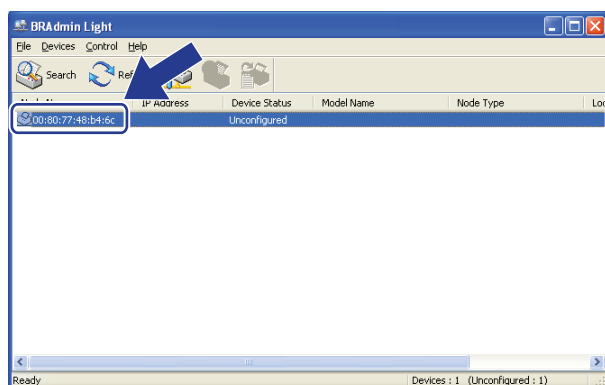 BRAdmin Light
File Devices Control Help
Search
IP Address Device Status Model Name Node Type
00:80:77:48:b4:6c Unconfigured
Ready Devices : 1 (Unconfigured : 1)